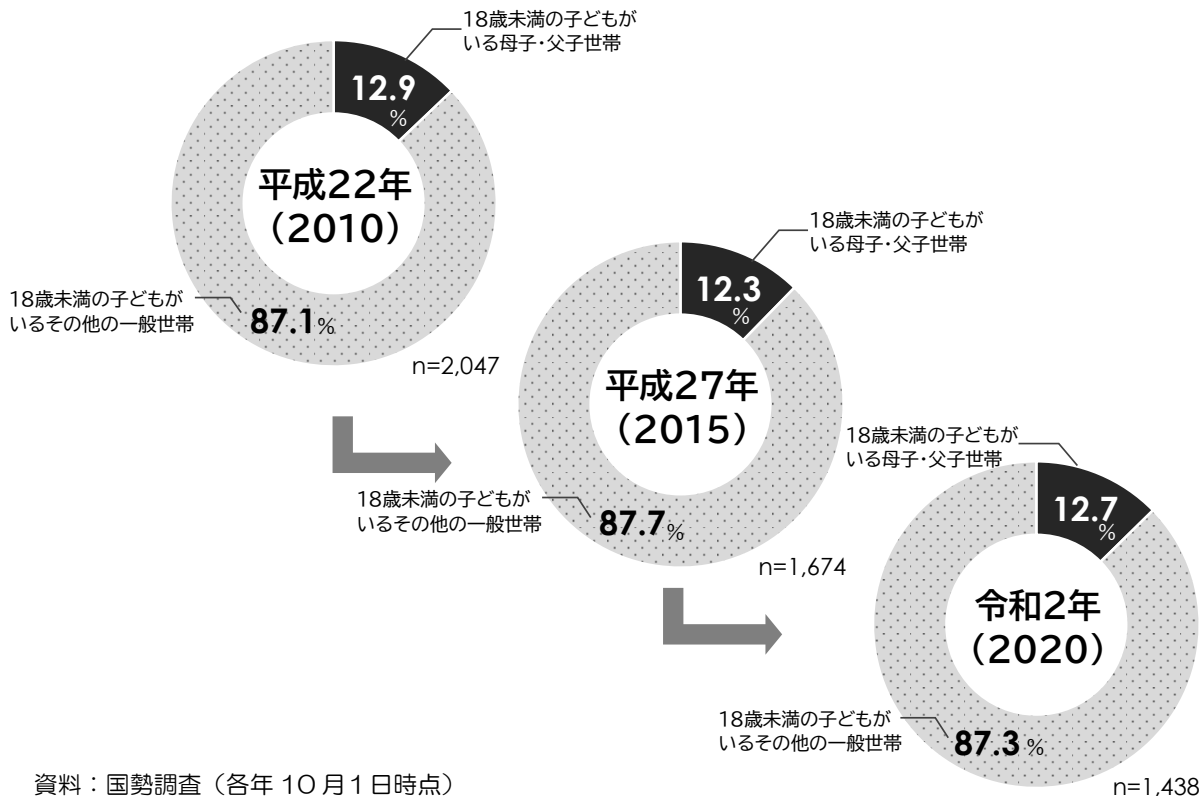 18歳未満の子どもが
いる母子・父子世帯
12.9
%
平成22年
(2010)
18歳未満の子どもが
いるその他の一般世帯
87.1%
n=2,047
18歳未満の子どもが
いる母子・父子世帯
12.3
%
平成27年
(2015)
18歳未満の子どもが
いるその他の一般世帯
87.7%
n=1,674
18歳未満の子どもが
いる母子・父子世帯
12.7
%
令和2年
(2020)
18歳未満の子どもが
いるその他の一般世帯
87.3%
n=1,438
資料：国勢調査（各年10月1日時点）